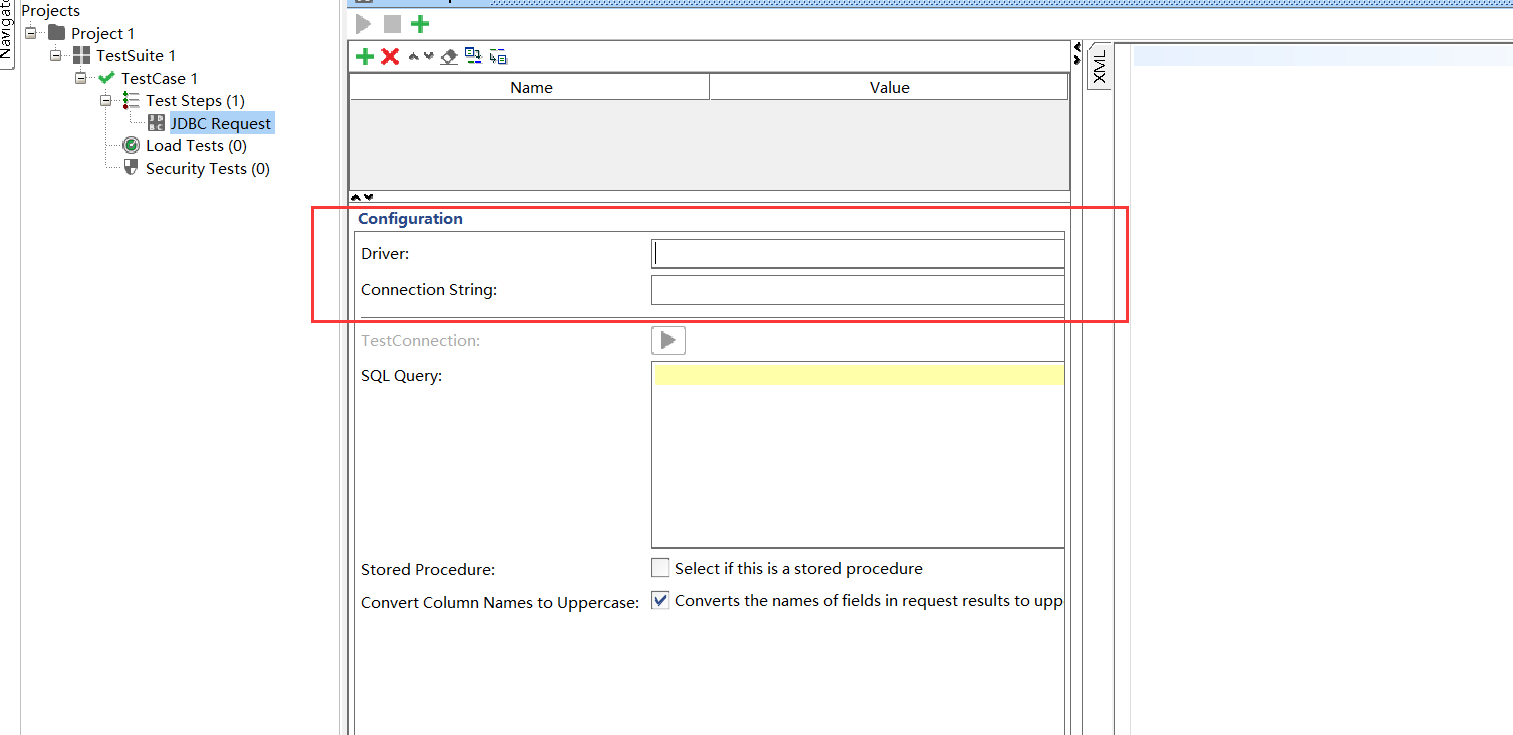 Navigato
Projects
Project 1
TestSuite 1
TestCase 1
Test Steps (1)
JDBC Request
Load Tests (0)
Security Tests (0)
Name Value
XML
Configuration
Driver:
Connection String:
TestConnection:
SQL Query:
Stored Procedure: Select if this is a stored procedure
Convert Column Names to Uppercase: Converts the names of fields in request results to upp